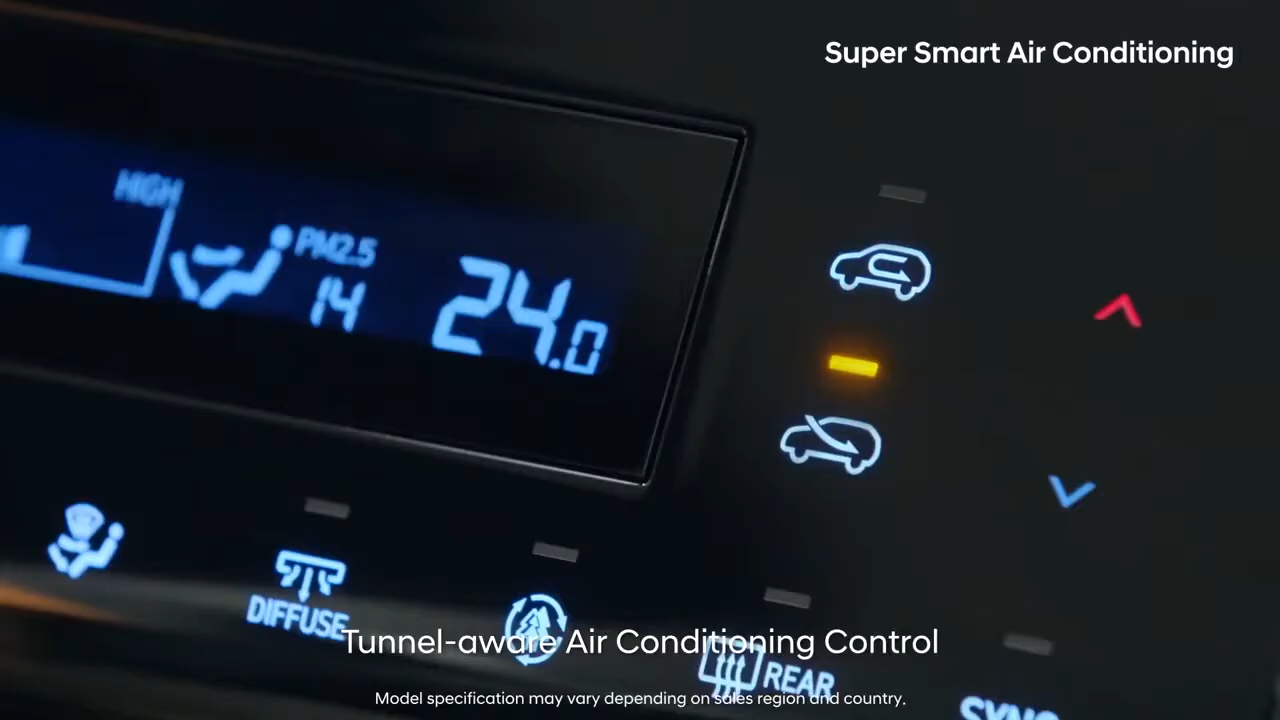 Super Smart Air Conditioning
HIGH
PM2.5
14
24.0
DIFFUSE
REAR
SYNC
Tunnel-aware Air Conditioning Control
Model specification may vary depending on sales region and country.